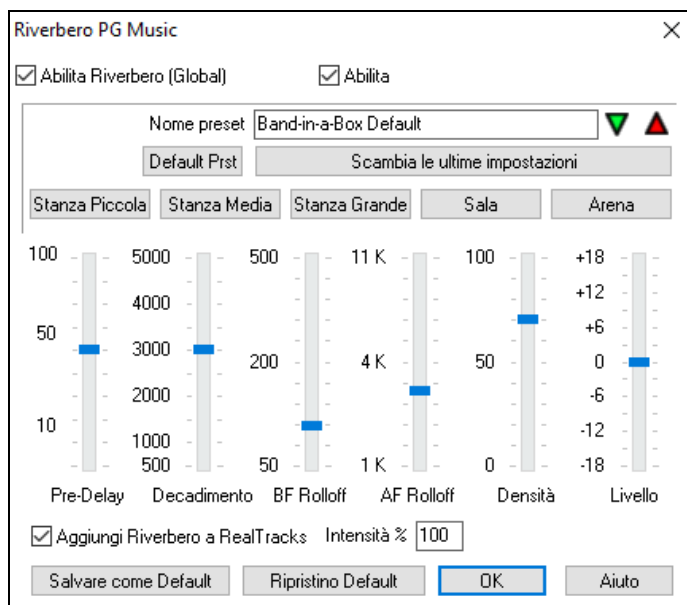 Riverbero PG Music
Abilita Riverbero (Global) Abilita
Nome preset Band-in-a-Box Default
Default Prst Scambia le ultime impostazioni
Stanza Piccola Stanza Media Stanza Grande Sala Arena
100 5000 500 11 K 100 +18
4000 +12
50 +6
3000 200 4 K 50 0
2000 -6
10 -12
1000
500 50 1 K 0 -18
Pre-Delay Decadimento BF Rolloff AF Rolloff Densità Livello
Aggiungi Riverbero a RealTracks Intensità % 100
Salvare come Default Ripristino Default OK Aiuto